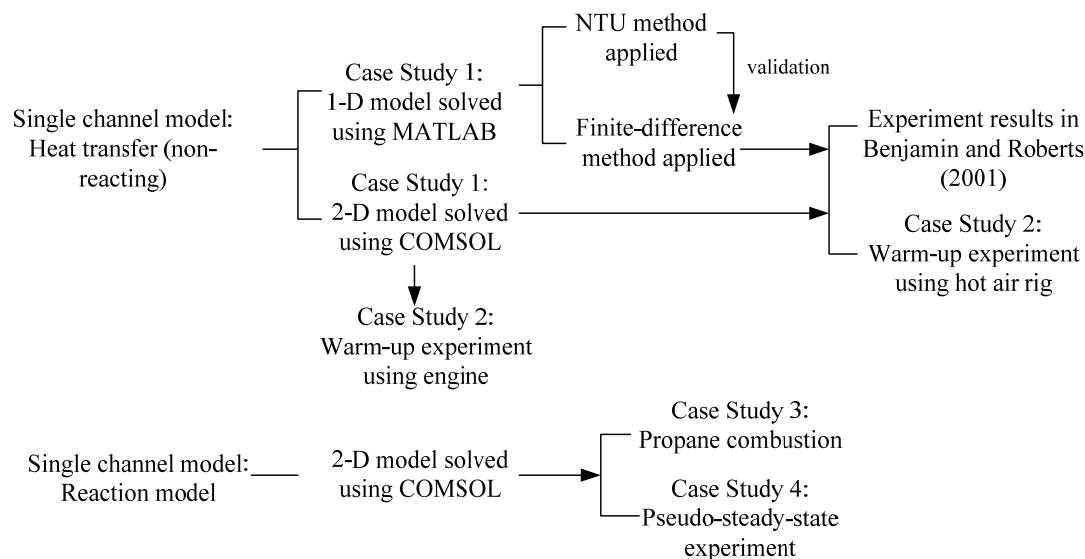 Single channel model:
Heat transfer (non-
reacting)
Case Study 1:
1-D model solved
using MATLAB
NTU method
applied
validation
Finite-difference
method applied
Case Study 1:
2-D model solved
using COMSOL
Experiment results in
Benjamin and Roberts
(2001)
Case Study 2:
Warm-up experiment
using hot air rig
Case Study 2:
Warm-up experiment
using engine
Single channel model:
Reaction model
2-D model solved
using COMSOL
Case Study 3:
Propane combustion
Case Study 4:
Pseudo-steady-state
experiment